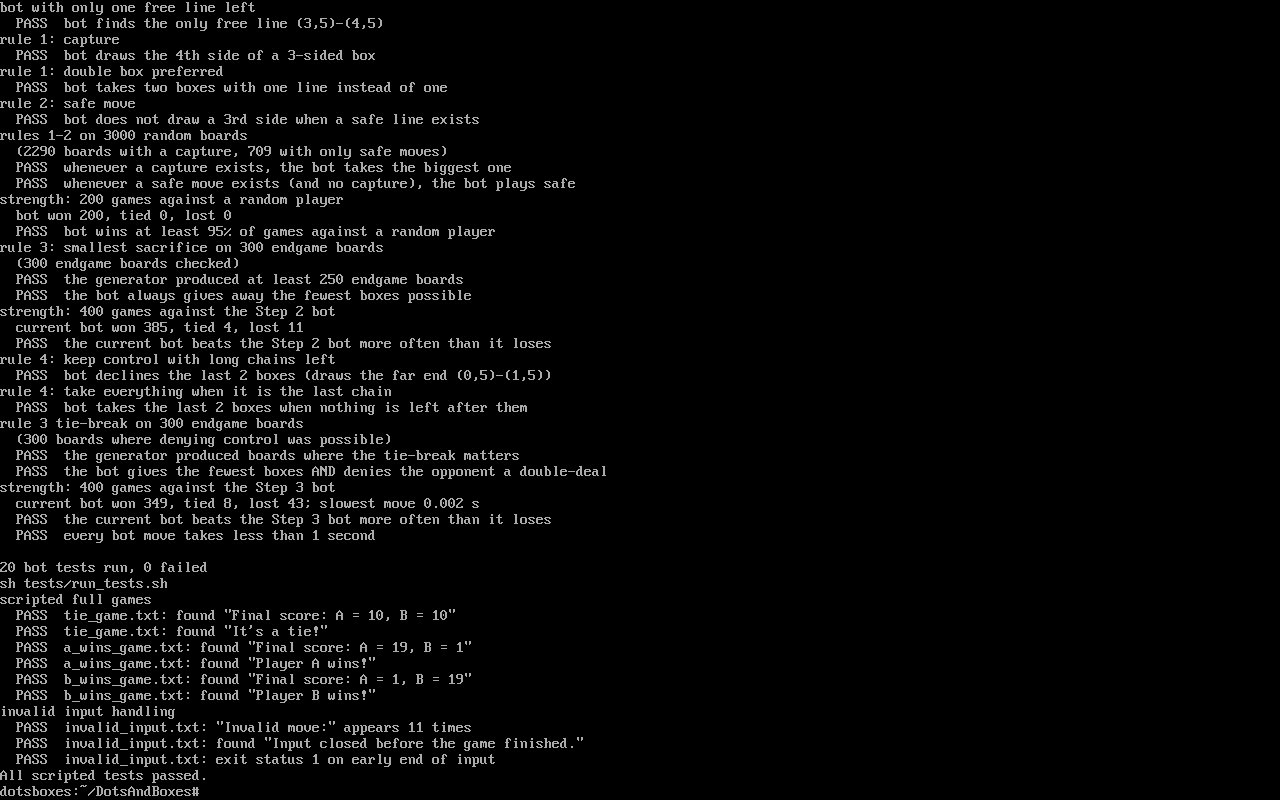 bot with only one free line left
  PASS  bot finds the only free line (3,5)-(4,5)
rule 1: capture
  PASS  bot draws the 4th side of a 3-sided box
rule 1: double box preferred
  PASS  bot takes two boxes with one line instead of one
rule 2: safe move
  PASS  bot does not draw a 3rd side when a safe line exists
rules 1-2 on 3000 random boards
  (2290 boards with a capture, 709 with only safe moves)
  PASS  whenever a capture exists, the bot takes the biggest one
  PASS  whenever a safe move exists (and no capture), the bot plays safe
strength: 200 games against a random player
  bot won 200, tied 0, lost 0
  PASS  bot wins at least 95% of games against a random player
rule 3: smallest sacrifice on 300 endgame boards
  (300 endgame boards checked)
  PASS  the generator produced at least 250 endgame boards
  PASS  the bot always gives away the fewest boxes possible
strength: 400 games against the Step 2 bot
  current bot won 385, tied 4, lost 11
  PASS  the current bot beats the Step 2 bot more often than it loses
rule 4: keep control with long chains left
  PASS  bot declines the last 2 boxes (draws the far end (0,5)-(1,5))
rule 4: take everything when it is the last chain
  PASS  bot takes the last 2 boxes when nothing is left after them
rule 3 tie-break on 300 endgame boards
  (300 boards where denying control was possible)
  PASS  the generator produced boards where the tie-break matters
  PASS  the bot gives the fewest boxes AND denies the opponent a double-deal
strength: 400 games against the Step 3 bot
  current bot won 349, tied 8, lost 43; slowest move 0.002 s
  PASS  the current bot beats the Step 3 bot more often than it loses
  PASS  every bot move takes less than 1 second

20 bot tests run, 0 failed
sh tests/run_tests.sh
scripted full games
  PASS  tie_game.txt: found "Final score: A = 10, B = 10"
  PASS  tie_game.txt: found "It's a tie!"
  PASS  a_wins_game.txt: found "Final score: A = 19, B = 1"
  PASS  a_wins_game.txt: found "Player A wins!"
  PASS  b_wins_game.txt: found "Final score: A = 1, B = 19"
  PASS  b_wins_game.txt: found "Player B wins!"
invalid input handling
  PASS  invalid_input.txt: "Invalid move:" appears 11 times
  PASS  invalid_input.txt: found "Input closed before the game finished."
  PASS  invalid_input.txt: exit status 1 on early end of input
All scripted tests passed.
dotsboxes:~/DotsAndBoxes#